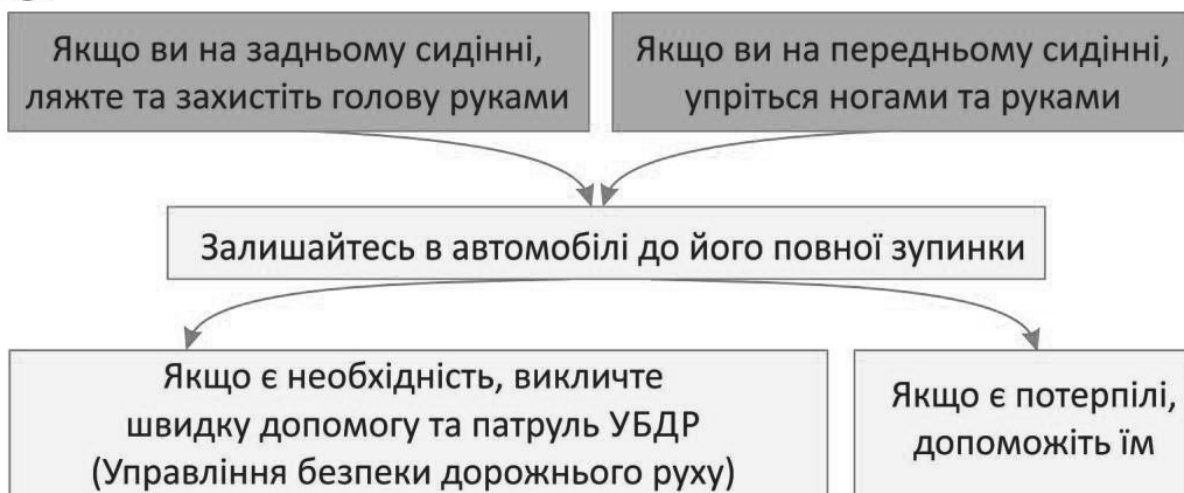 Якщо ви на задньому сидінні,
ляжте та захистіть голову руками
Якщо ви на передньому сидінні,
упріться ногами та руками
Залишайтесь в автомобілі до його повної зупинки
Якщо є необхідність, викличте
швидку допомогу та патруль УБДР
(Управління безпеки дорожнього руху)
Якщо є потерпілі,
допоможіть їм